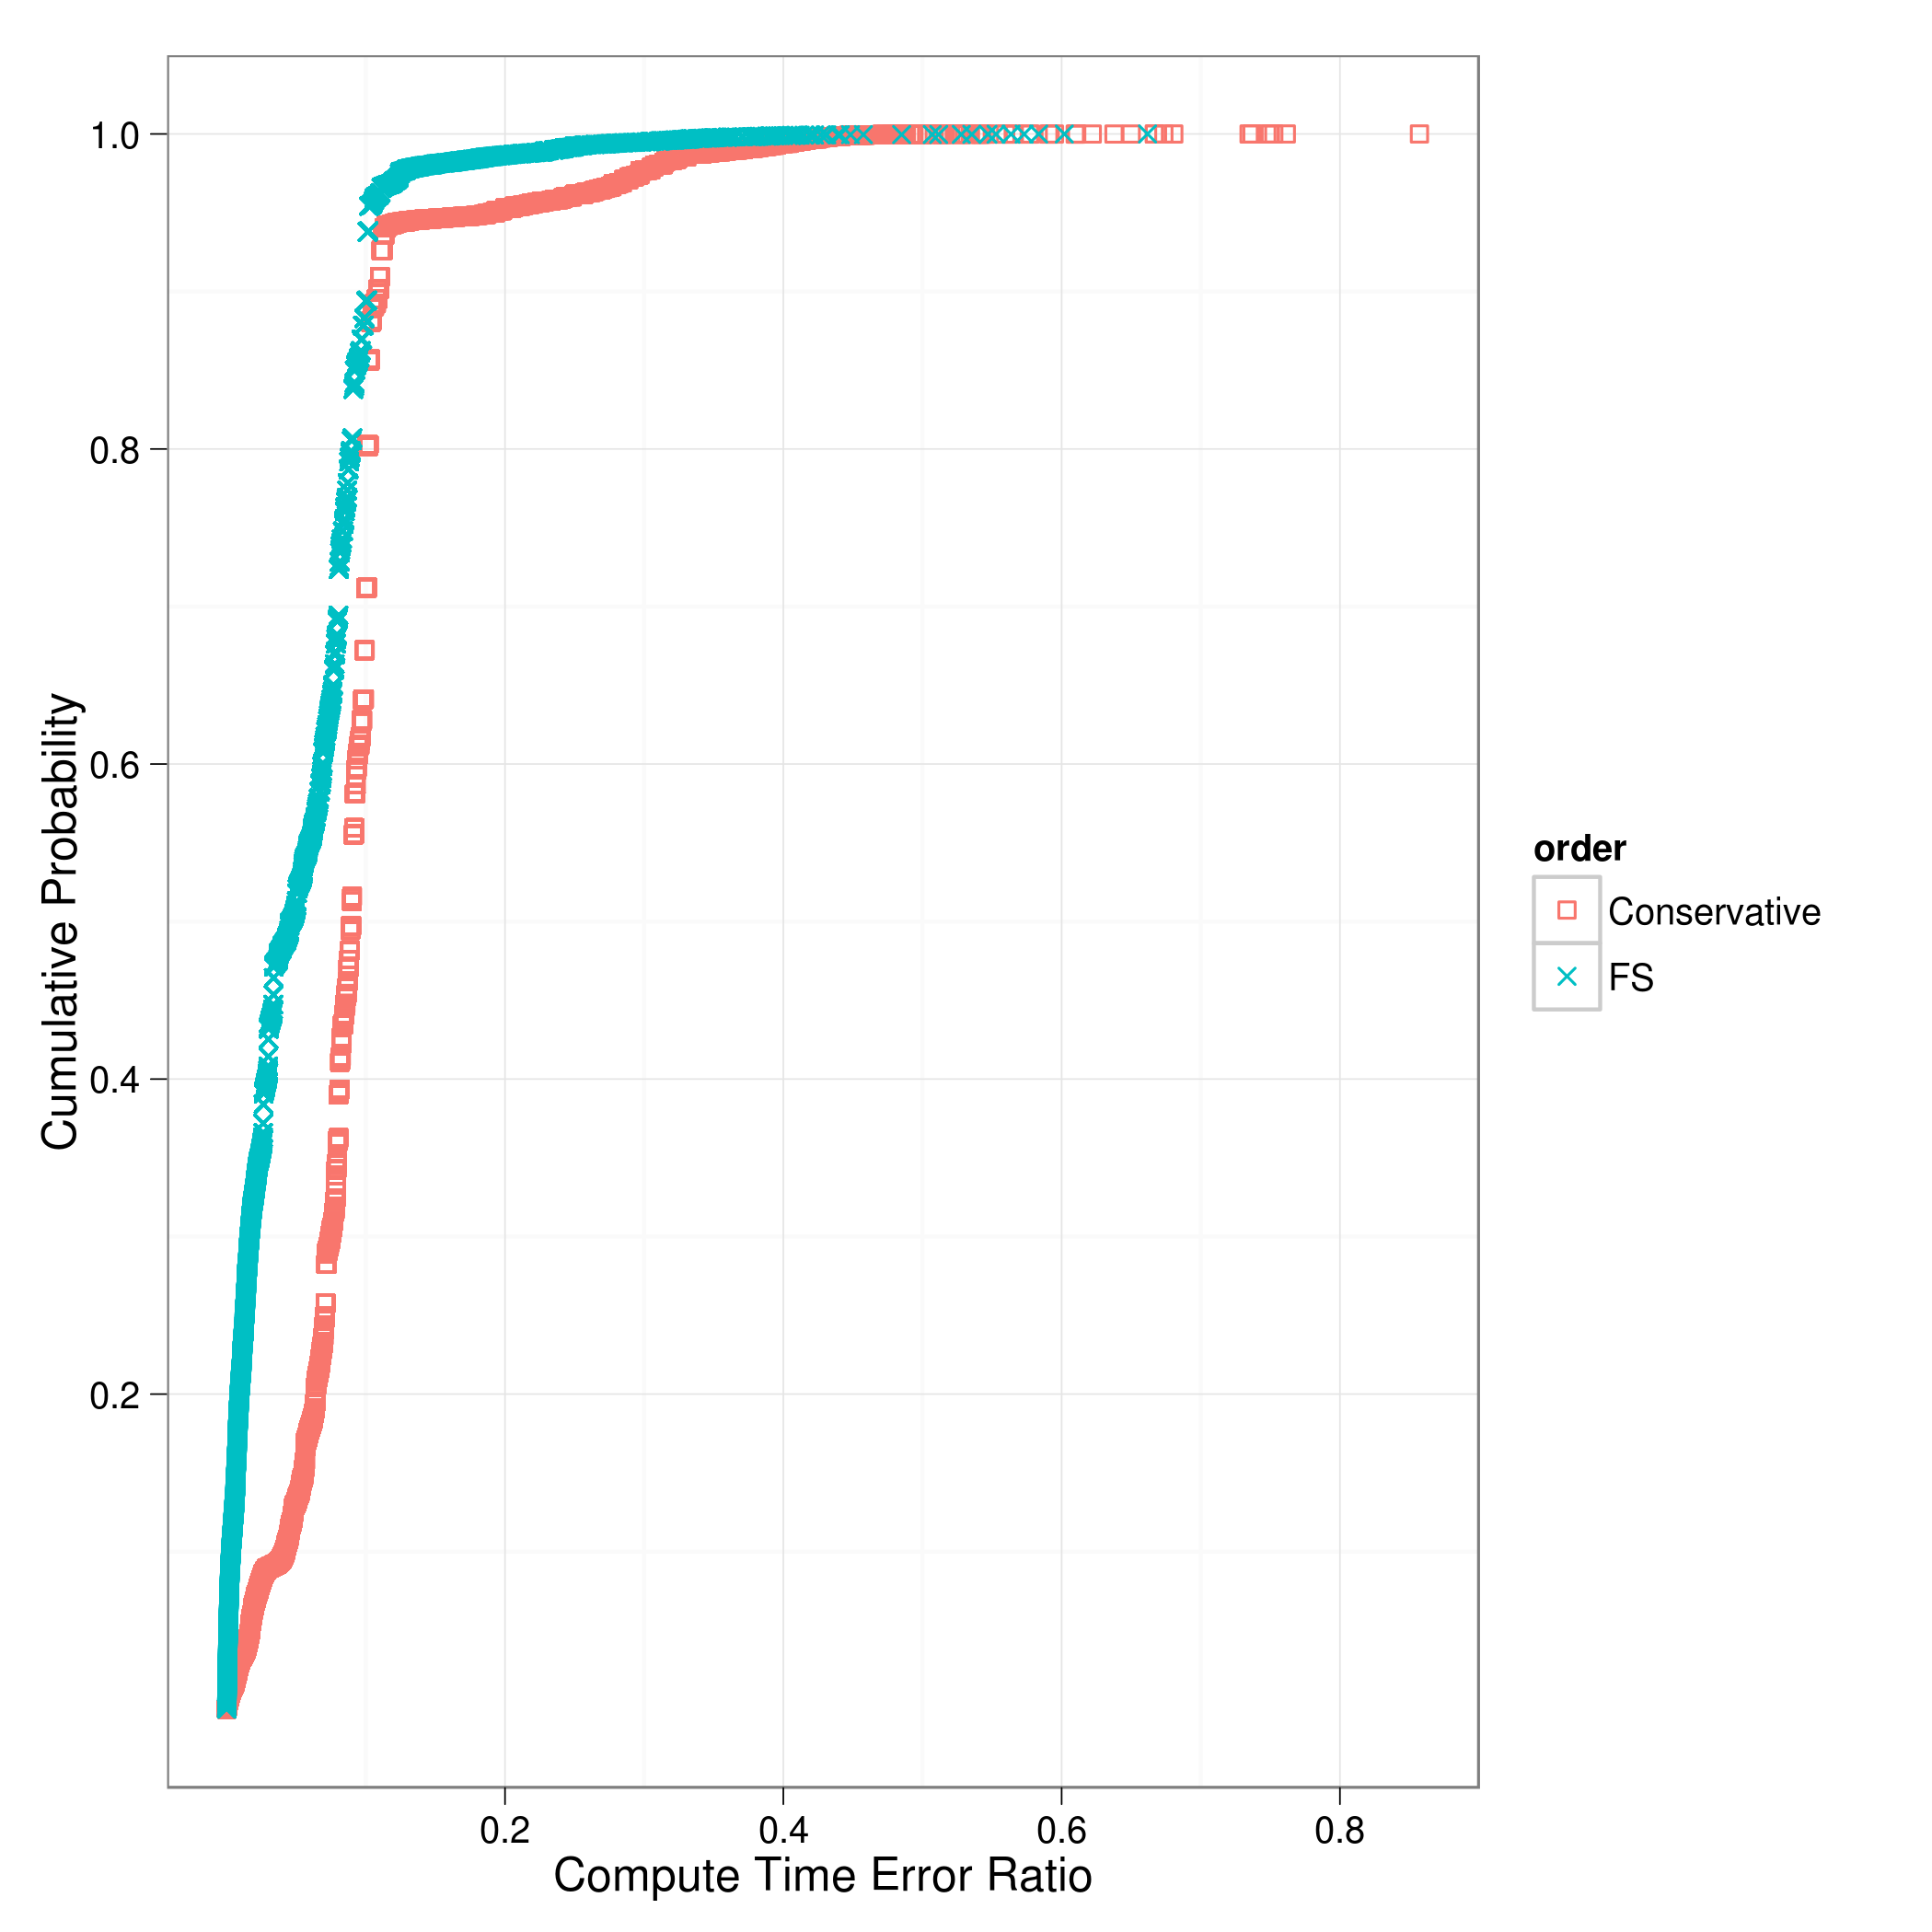 1.0
0.8
0.6
0.4
0.2
Cumulative Probability
0.2 0.4 0.6 0.8
Compute Time Error Ratio
order
Conservative
FS